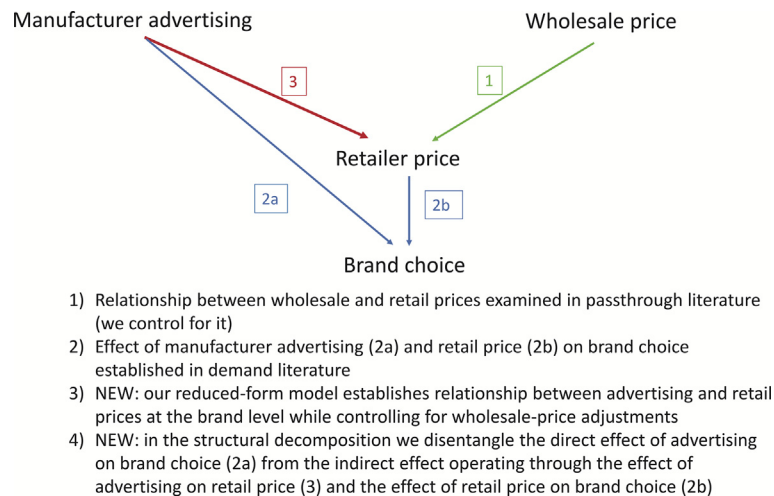 Manufacturer advertising
Wholesale price
3
1
Retailer price
2a
2b
Brand choice
1) Relationship between wholesale and retail prices examined in passthrough literature
(we control for it)
2) Effect of manufacturer advertising (2a) and retail price (2b) on brand choice
established in demand literature
3) NEW: our reduced-form model establishes relationship between advertising and retail
prices at the brand level while controlling for wholesale-price adjustments
4) NEW: in the structural decomposition we disentangle the direct effect of advertising
on brand choice (2a) from the indirect effect operating through the effect of
advertising on retail price (3) and the effect of retail price on brand choice (2b)